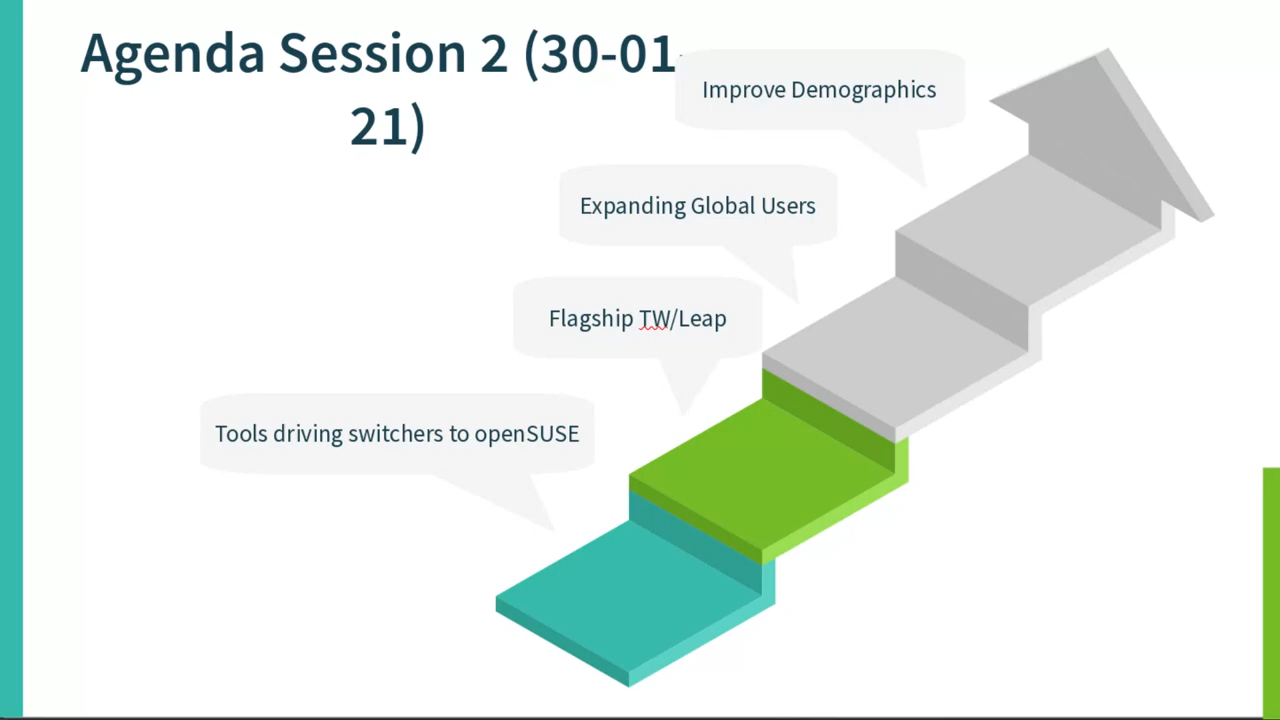 Agenda Session 2 (30-01-
21)
Improve Demographics
Expanding Global Users
Flagship TW/Leap
Tools driving switchers to openSUSE